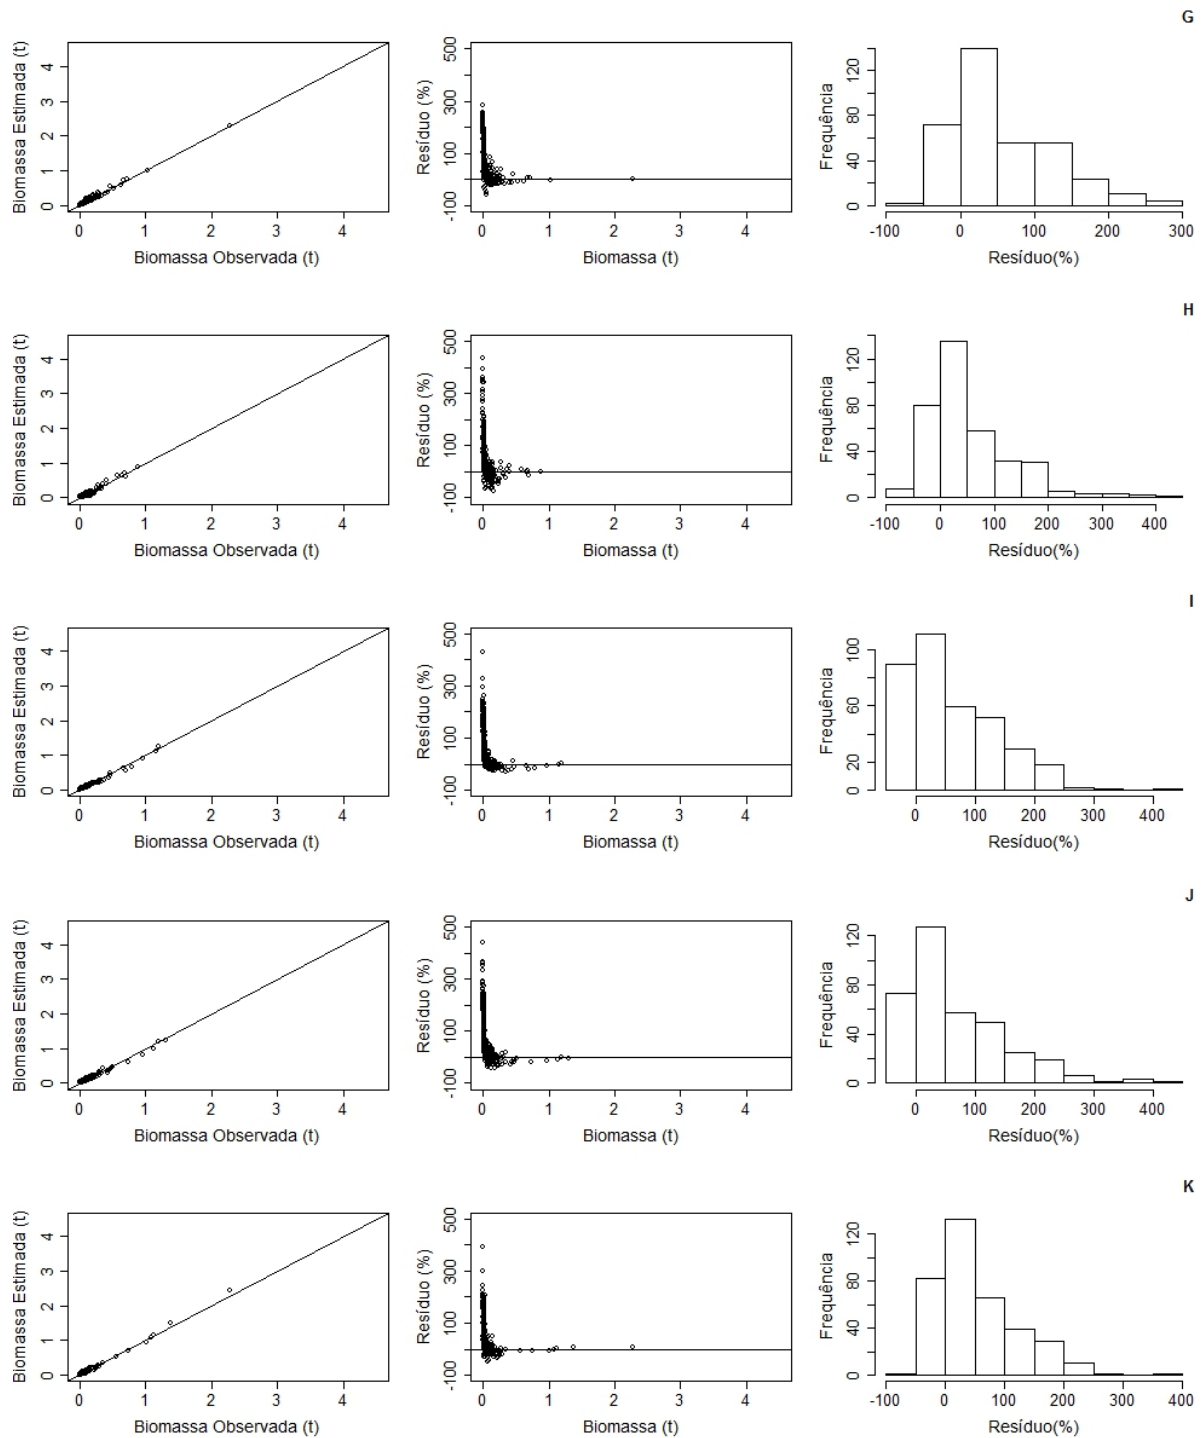 G
Biomassa Estimada (t)
0 1 2 3 4
0 1 2 3 4
Biomassa Observada (t)
Resíduo (%)
-100 100 300 500
0 1 2 3 4
Biomassa (t)
Frequência
0 40 80 120
-100 0 100 200 300
Resíduo(%)
H
Biomassa Estimada (t)
0 1 2 3 4
0 1 2 3 4
Biomassa Observada (t)
Resíduo (%)
-100 100 300 500
0 1 2 3 4
Biomassa (t)
Frequência
0 40 80 120
-100 0 100 200 300 400
Resíduo(%)
I
Biomassa Estimada (t)
0 1 2 3 4
0 1 2 3 4
Biomassa Observada (t)
Resíduo (%)
-100 100 300 500
0 1 2 3 4
Biomassa (t)
Frequência
0 20 60 100
0 100 200 300 400
Resíduo(%)
J
Biomassa Estimada (t)
0 1 2 3 4
0 1 2 3 4
Biomassa Observada (t)
Resíduo (%)
-100 100 300 500
0 1 2 3 4
Biomassa (t)
Frequência
0 40 80 120
0 100 200 300 400
Resíduo(%)
K
Biomassa Estimada (t)
0 1 2 3 4
0 1 2 3 4
Biomassa Observada (t)
Resíduo (%)
-100 100 300 500
0 1 2 3 4
Biomassa (t)
Frequência
0 40 80 120
-100 0 100 200 300 400
Resíduo(%)